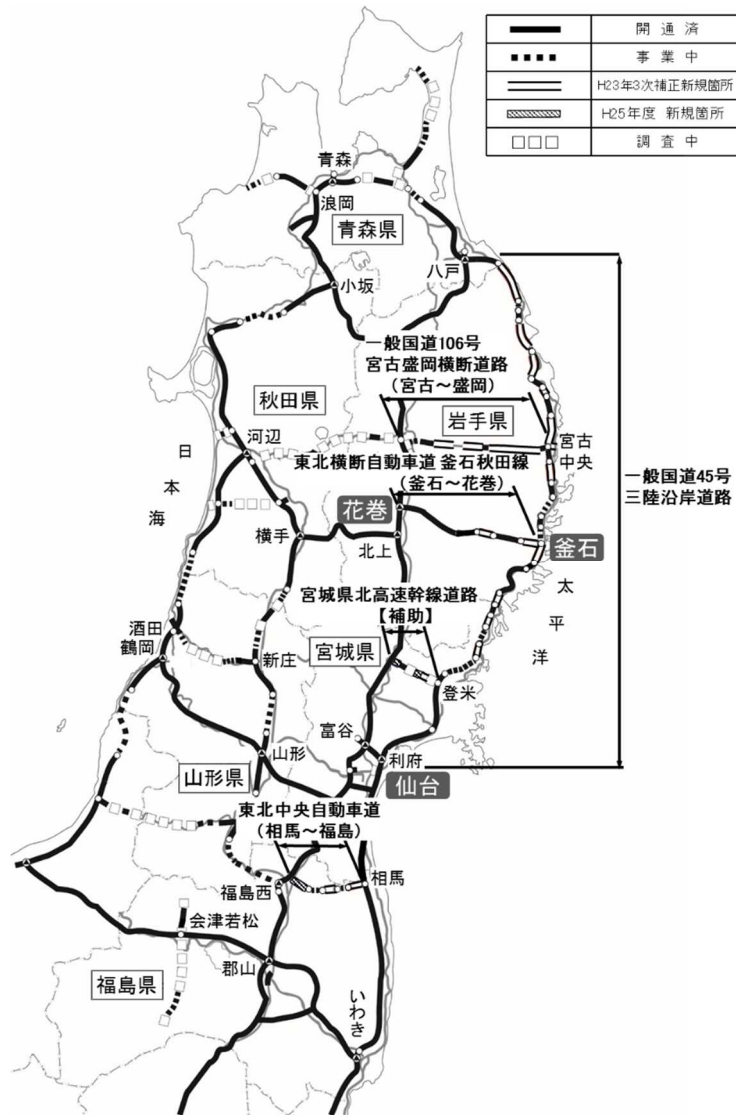 開通済
事業中
H23年3次補正新規箇所
H25年度 新規箇所
調査中
青森
浪岡
青森県
八戸
小坂
一般国道106号
宮古盛岡横断道路
（宮古～盛岡）
秋田県
岩手県
河辺
宮古
中央
日本海
東北横断自動車道 釜石秋田線
（釜石～花巻）
一般国道45号
三陸沿岸道路
花巻
横手
北上
釜石
太平洋
宮城県北高速幹線道路
【補助】
酒田
鶴岡
新庄
宮城県
登米
富谷
山形
利府
山形県
仙台
東北中央自動車道
（相馬～福島）
福島西
相馬
会津若松
郡山
福島県
いわき